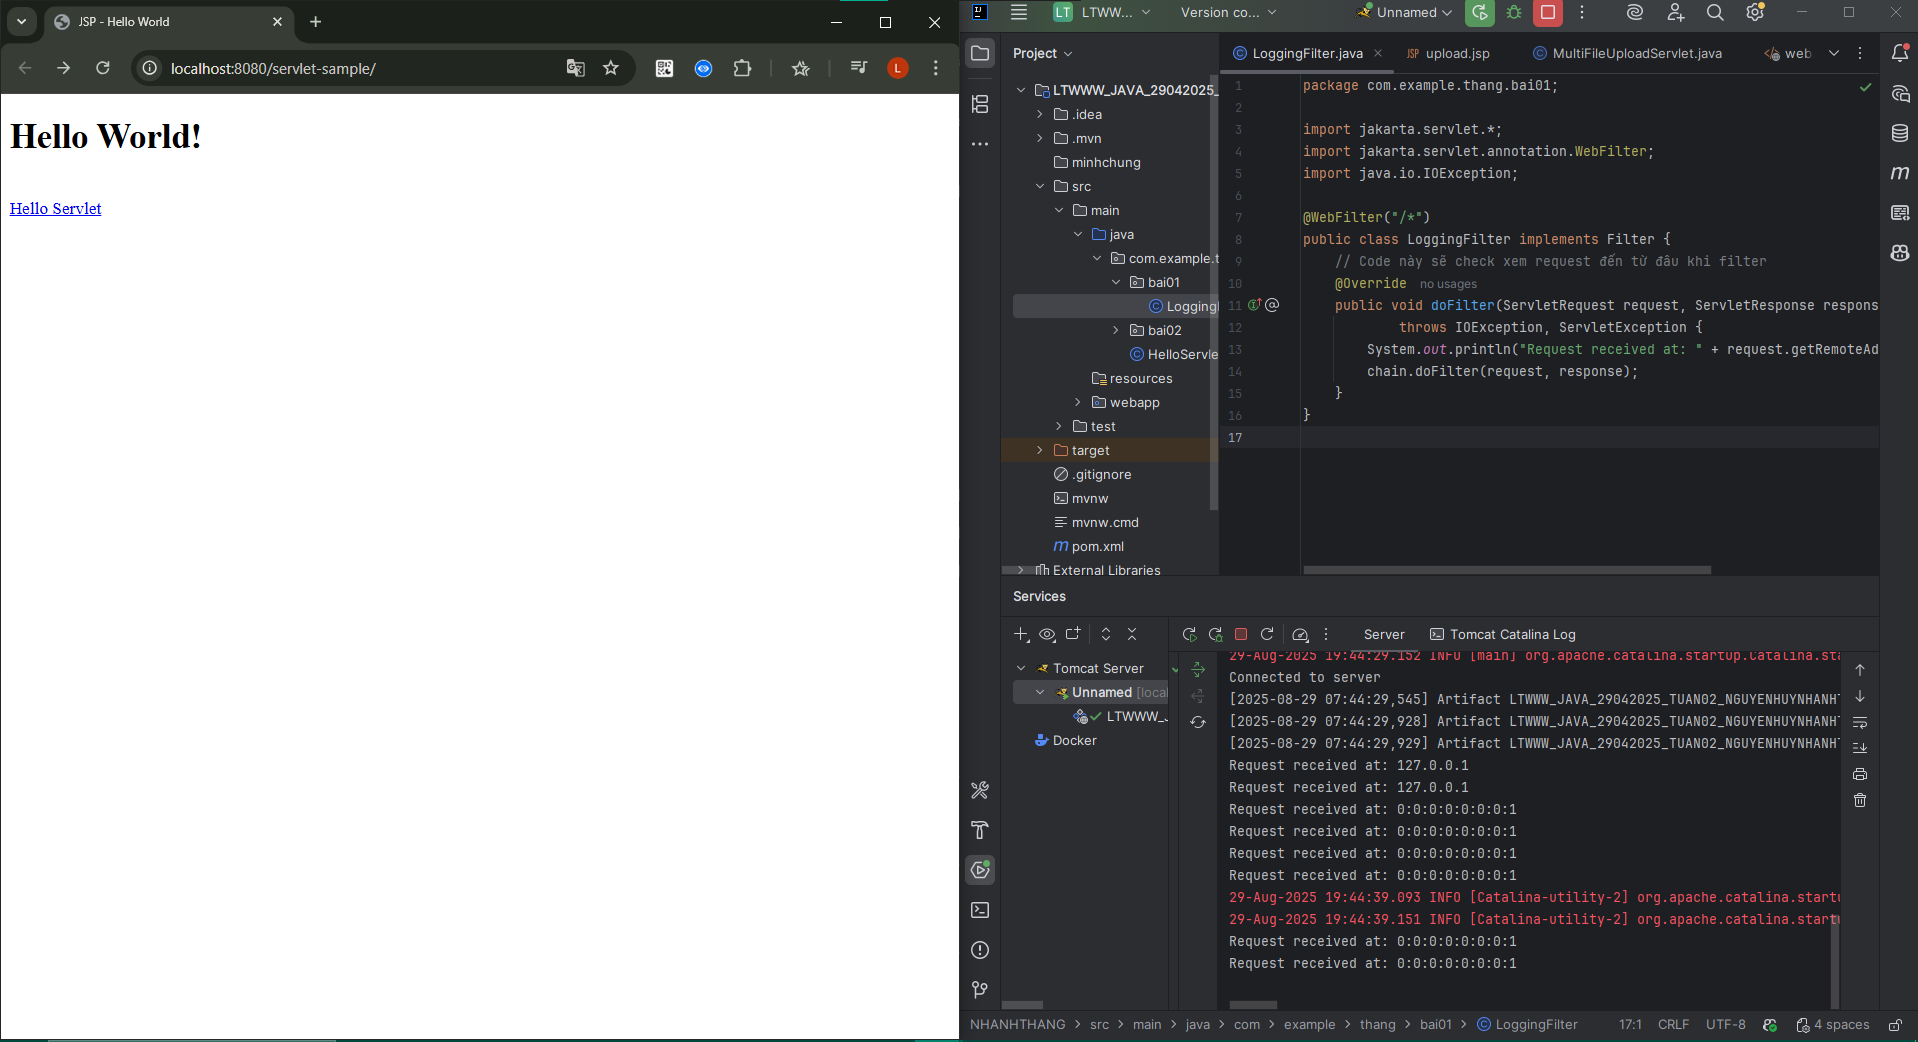 JSP - Hello World
localhost:8080/servlet-sample/
L
Hello World!
Hello Servlet
LT LTWW... Version co... Unnamed
Project
LTWWW_JAVA_29042025_
.idea
.mvn
minhchung
src
main
java
com.example.t
bai01
Logging
bai02
HelloServle
resources
webapp
test
target
.gitignore
mvnw
mvnw.cmd
pom.xml
External Libraries
LoggingFilter.java JSP upload.jsp MultiFileUploadServlet.java web
1 package com.example.thang.bai01;
2
3 import jakarta.servlet.*;
4 import jakarta.servlet.annotation.WebFilter;
5 import java.io.IOException;
6
7 @WebFilter("/*")
8 public class LoggingFilter implements Filter {
9 // Code này sẽ check xem request đến từ đâu khi filter
10 @Override no usages
11 public void doFilter(ServletRequest request, ServletResponse respons
12 throws IOException, ServletException {
13 System.out.println("Request received at: " + request.getRemoteAd
14 chain.doFilter(request, response);
15 }
16 }
17
Services
Tomcat Server
Unnamed [local
LTWWW_J
Docker
Server Tomcat Catalina Log
29-Aug-2025 19:44:29.152 INFO [main] org.apache.catalina.startup.Catalina.sta
Connected to server
[2025-08-29 07:44:29,545] Artifact LTWWW_JAVA_29042025_TUAN02_NGUYENHUYNHANHT
[2025-08-29 07:44:29,928] Artifact LTWWW_JAVA_29042025_TUAN02_NGUYENHUYNHANHT
[2025-08-29 07:44:29,929] Artifact LTWWW_JAVA_29042025_TUAN02_NGUYENHUYNHANHT
Request received at: 127.0.0.1
Request received at: 127.0.0.1
Request received at: 0:0:0:0:0:0:0:1
Request received at: 0:0:0:0:0:0:0:1
Request received at: 0:0:0:0:0:0:0:1
Request received at: 0:0:0:0:0:0:0:1
29-Aug-2025 19:44:39.093 INFO [Catalina-utility-2] org.apache.catalina.startu
29-Aug-2025 19:44:39.151 INFO [Catalina-utility-2] org.apache.catalina.startu
Request received at: 0:0:0:0:0:0:0:1
Request received at: 0:0:0:0:0:0:0:1
NHANHTHANG > src > main > java > com > example > thang > bai01 > LoggingFilter 17:1 CRLF UTF-8 4 spaces